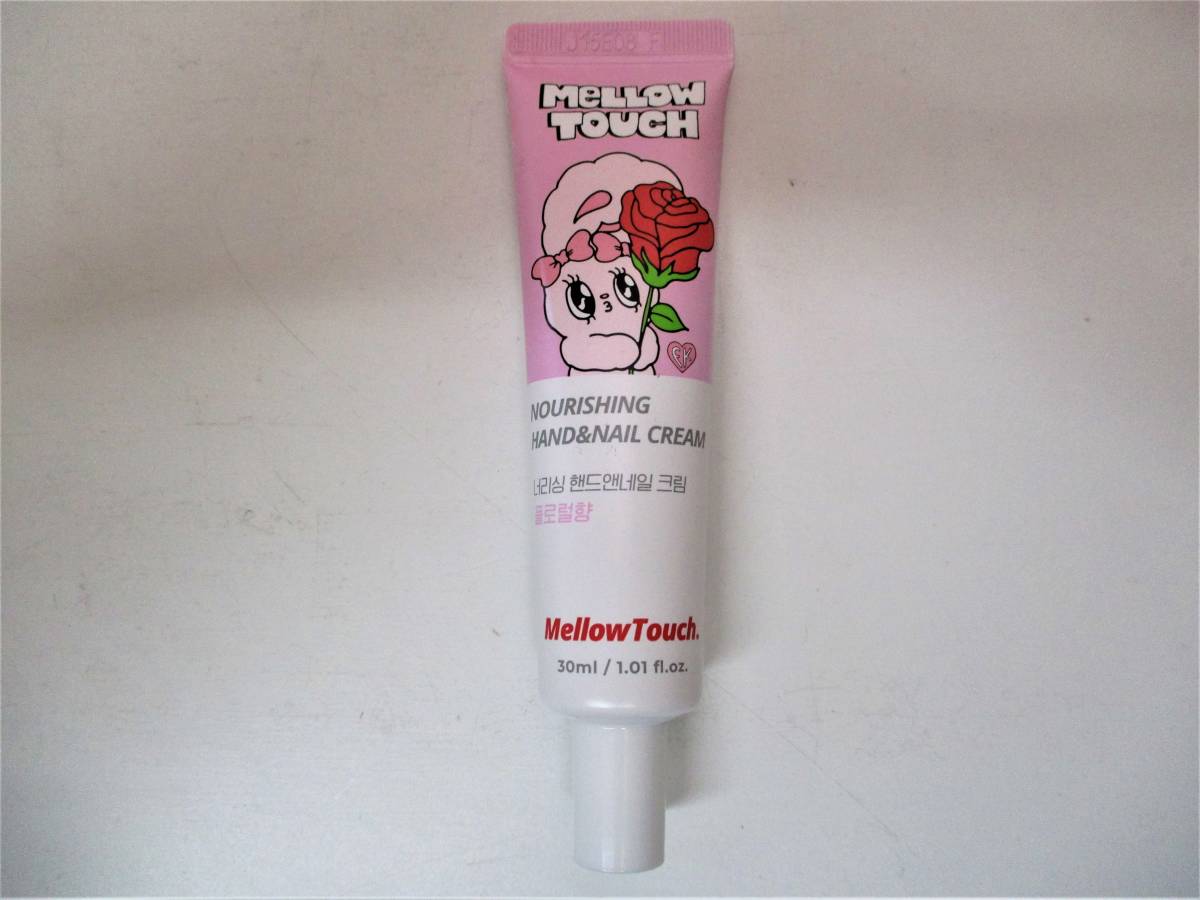 J15E08 F
MELLOW
TOUCH
E.K
NOURISHING
HAND&NAIL CREAM
너리싱 핸드앤네일 크림
플로럴향
MellowTouch.
30ml / 1.01 fl.oz.